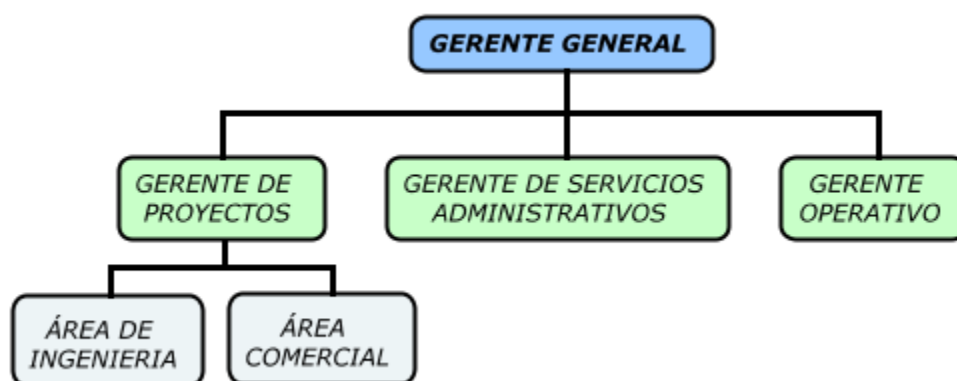 GERENTE GENERAL
GERENTE DE
PROYECTOS
GERENTE DE SERVICIOS
ADMINISTRATIVOS
GERENTE
OPERATIVO
ÁREA DE
INGENIERIA
ÁREA
COMERCIAL